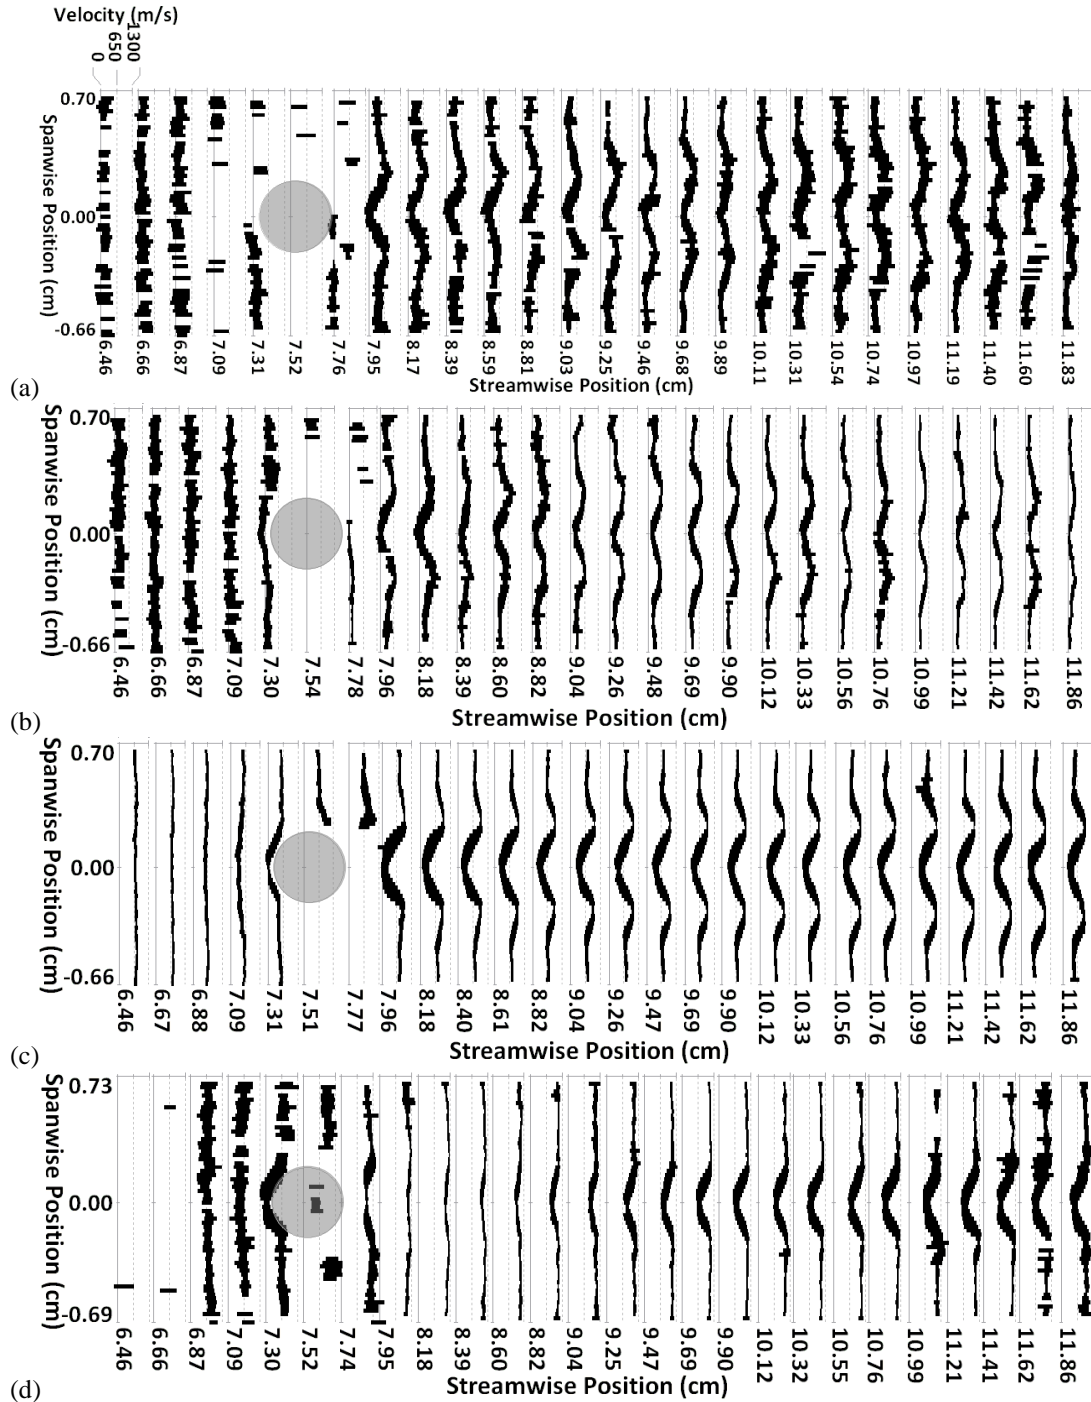 Velocity (m/s)
0 650 1300
0.70
0.00
-0.66
Spanwise Position (cm)
6.46 6.66 6.87 7.09 7.31 7.52 7.76 7.95 8.17 8.39 8.59 8.81 9.03 9.25 9.46 9.68 9.89 10.11 10.31 10.54 10.74 10.97 11.19 11.40 11.60 11.83
(a) Streamwise Position (cm)
0.70
0.00
-0.66
Spanwise Position (cm)
6.46 6.66 6.87 7.09 7.30 7.54 7.78 7.96 8.18 8.39 8.60 8.82 9.04 9.26 9.48 9.69 9.90 10.12 10.33 10.56 10.76 10.99 11.21 11.42 11.62 11.86
(b) Streamwise Position (cm)
0.70
0.00
-0.66
Spanwise Position (cm)
6.46 6.67 6.88 7.09 7.31 7.51 7.77 7.96 8.18 8.40 8.61 8.82 9.04 9.26 9.47 9.69 9.90 10.12 10.33 10.56 10.76 10.99 11.21 11.42 11.62 11.86
(c) Streamwise Position (cm)
0.73
0.00
-0.69
Spanwise Position (cm)
6.46 6.66 6.87 7.09 7.30 7.52 7.74 7.95 8.18 8.39 8.60 8.82 9.04 9.25 9.47 9.69 9.90 10.12 10.32 10.56 10.76 10.99 11.21 11.41 11.62 11.86
(d) Streamwise Position (cm)